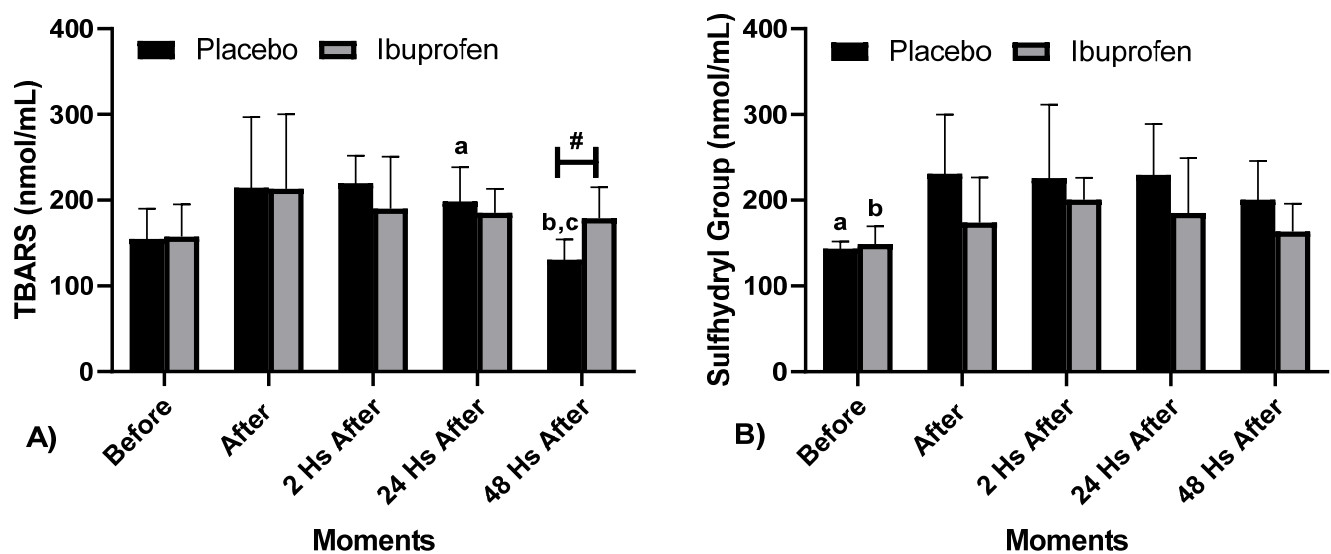 Placebo Ibuprofen
TBARS (nmol/mL)
400
300
200
100
0
a
#
b,c
Before
After
2 Hs After
24 Hs After
48 Hs After
A)
Moments
Placebo Ibuprofen
Sulfhydryl Group (nmol/mL)
400
300
200
100
0
a
b
Before
After
2 Hs After
24 Hs After
48 Hs After
B)
Moments